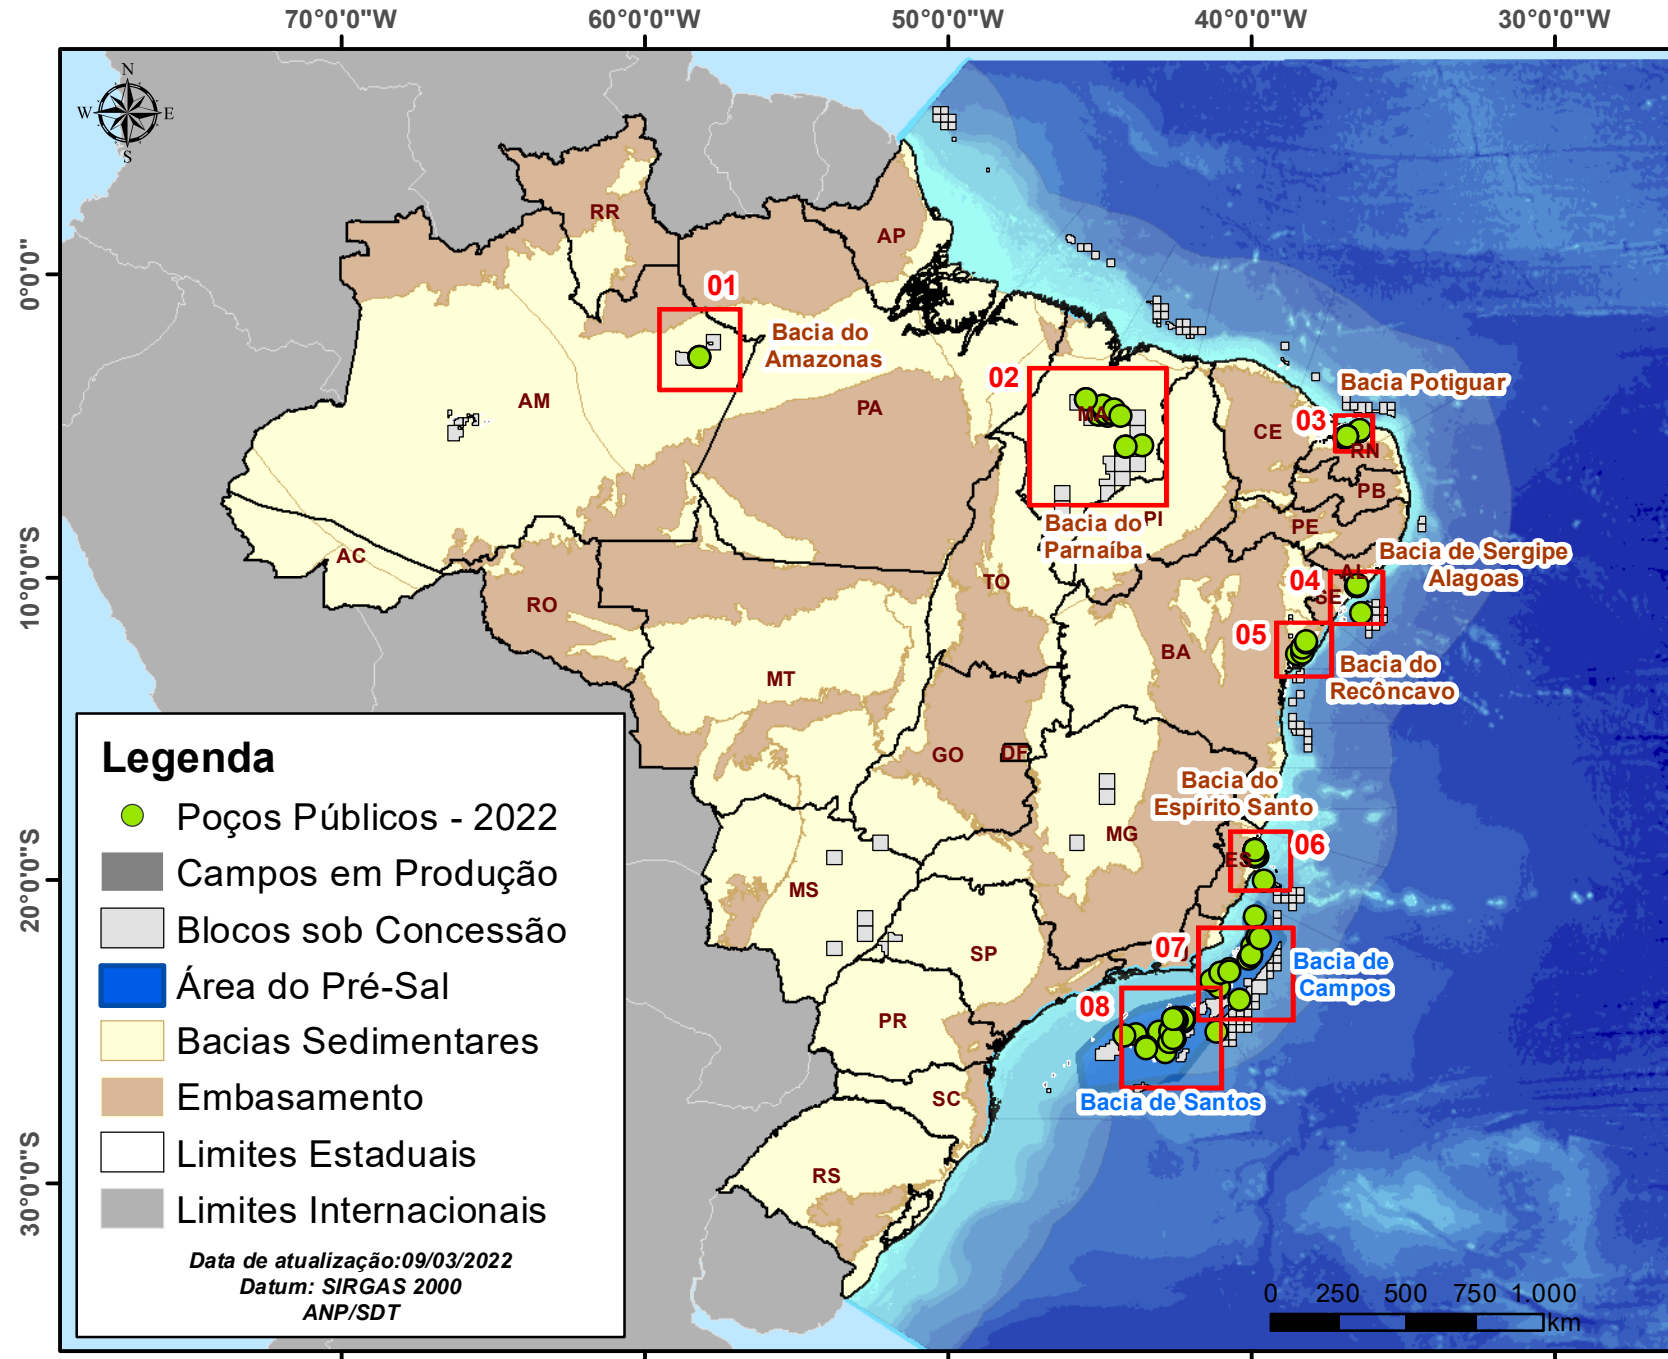 70°0'0"W
60°0'0"W
50°0'0"W
40°0'0"W
30°0'0"W
N
W
E
S
0°0'0"
10°0'0"S
20°0'0"S
30°0'0"S
RR
AP
01
Bacia do
Amazonas
AM
PA
02
MA
Bacia do
Parnaíba
PI
CE
Bacia Potiguar
03
RN
PB
PE
Bacia de Sergipe
Alagoas
04
AL
SE
AC
RO
TO
05
Bacia do
Recôncavo
BA
MT
GO
DF
Bacia do
Espírito Santo
06
ES
MG
MS
SP
07
Bacia de
Campos
08
Bacia de Santos
PR
SC
RS
Legenda
Poços Públicos - 2022
Campos em Produção
Blocos sob Concessão
Área do Pré-Sal
Bacias Sedimentares
Embasamento
Limites Estaduais
Limites Internacionais
Data de atualização:09/03/2022
Datum: SIRGAS 2000
ANP/SDT
0 250 500 750 1.000
km